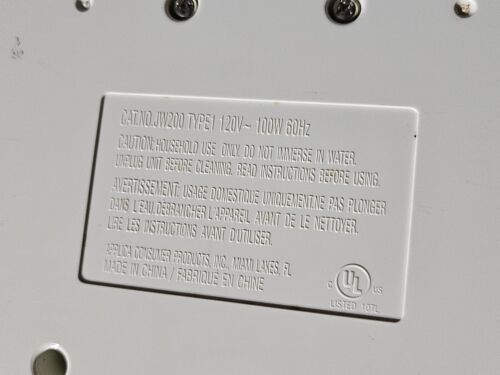 CAT.NO.JW200 TYPE1 120V~ 100W 60Hz
CAUTION: HOUSEHOLD USE ONLY. DO NOT IMMERSE IN WATER.
UNPLUG UNIT BEFORE CLEANING. READ INSTRUCTIONS BEFORE USING.
AVERTISSEMENT: USAGE DOMESTIQUE UNIQUEMENT.NE PAS PLONGER
DANS L'EAU.DÉBRANCHER L'APPAREIL AVANT DE LE NETTOYER.
LIRE LES INSTRUCTIONS AVANT D'UTILISER.
APPLICA CONSUMER PRODUCTS, INC., MIAMI LAKES, FL
MADE IN CHINA / FABRIQUÉ EN CHINE
C UL US
LISTED 10TL